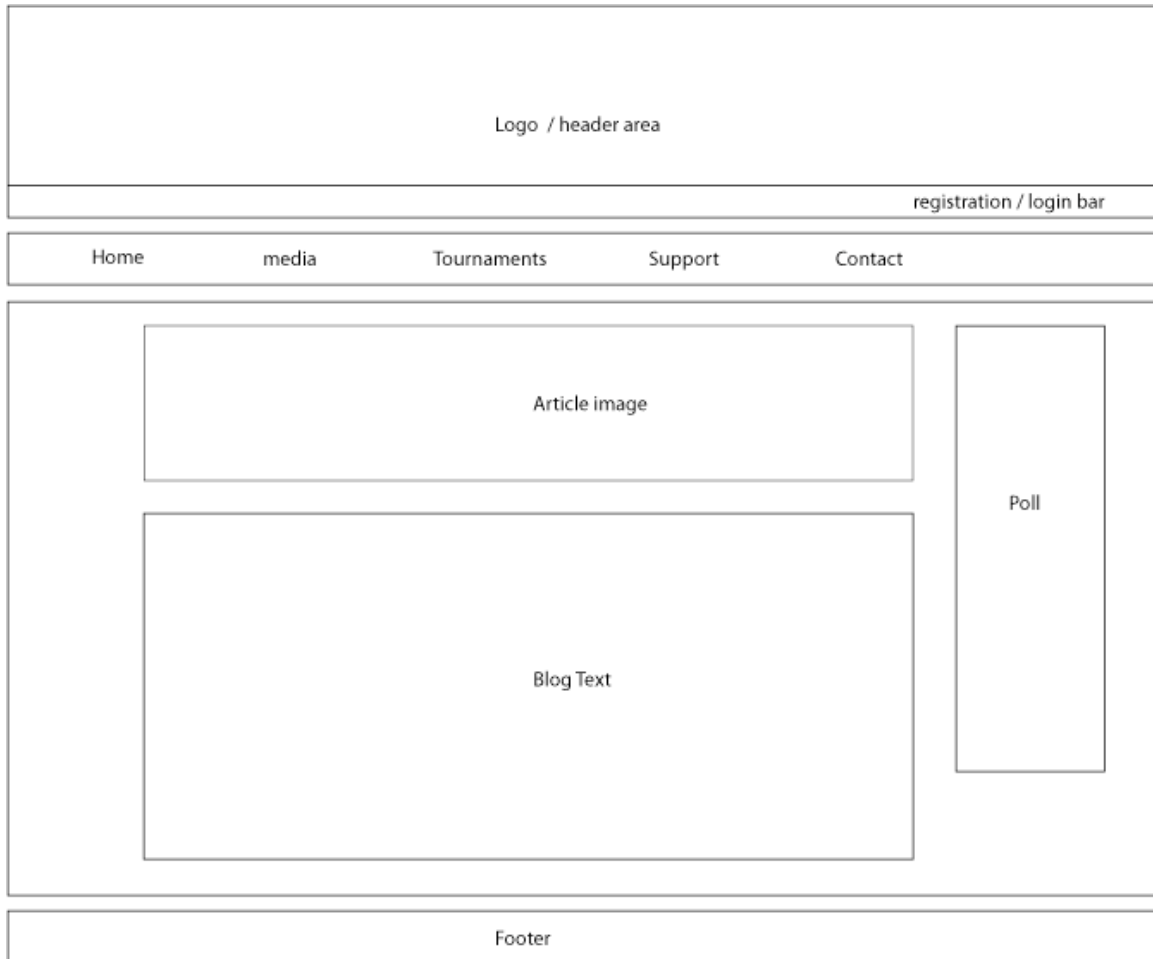 Logo / header area
registration / login bar
Home media Tournaments Support Contact
Article image
Poll
Blog Text
Footer